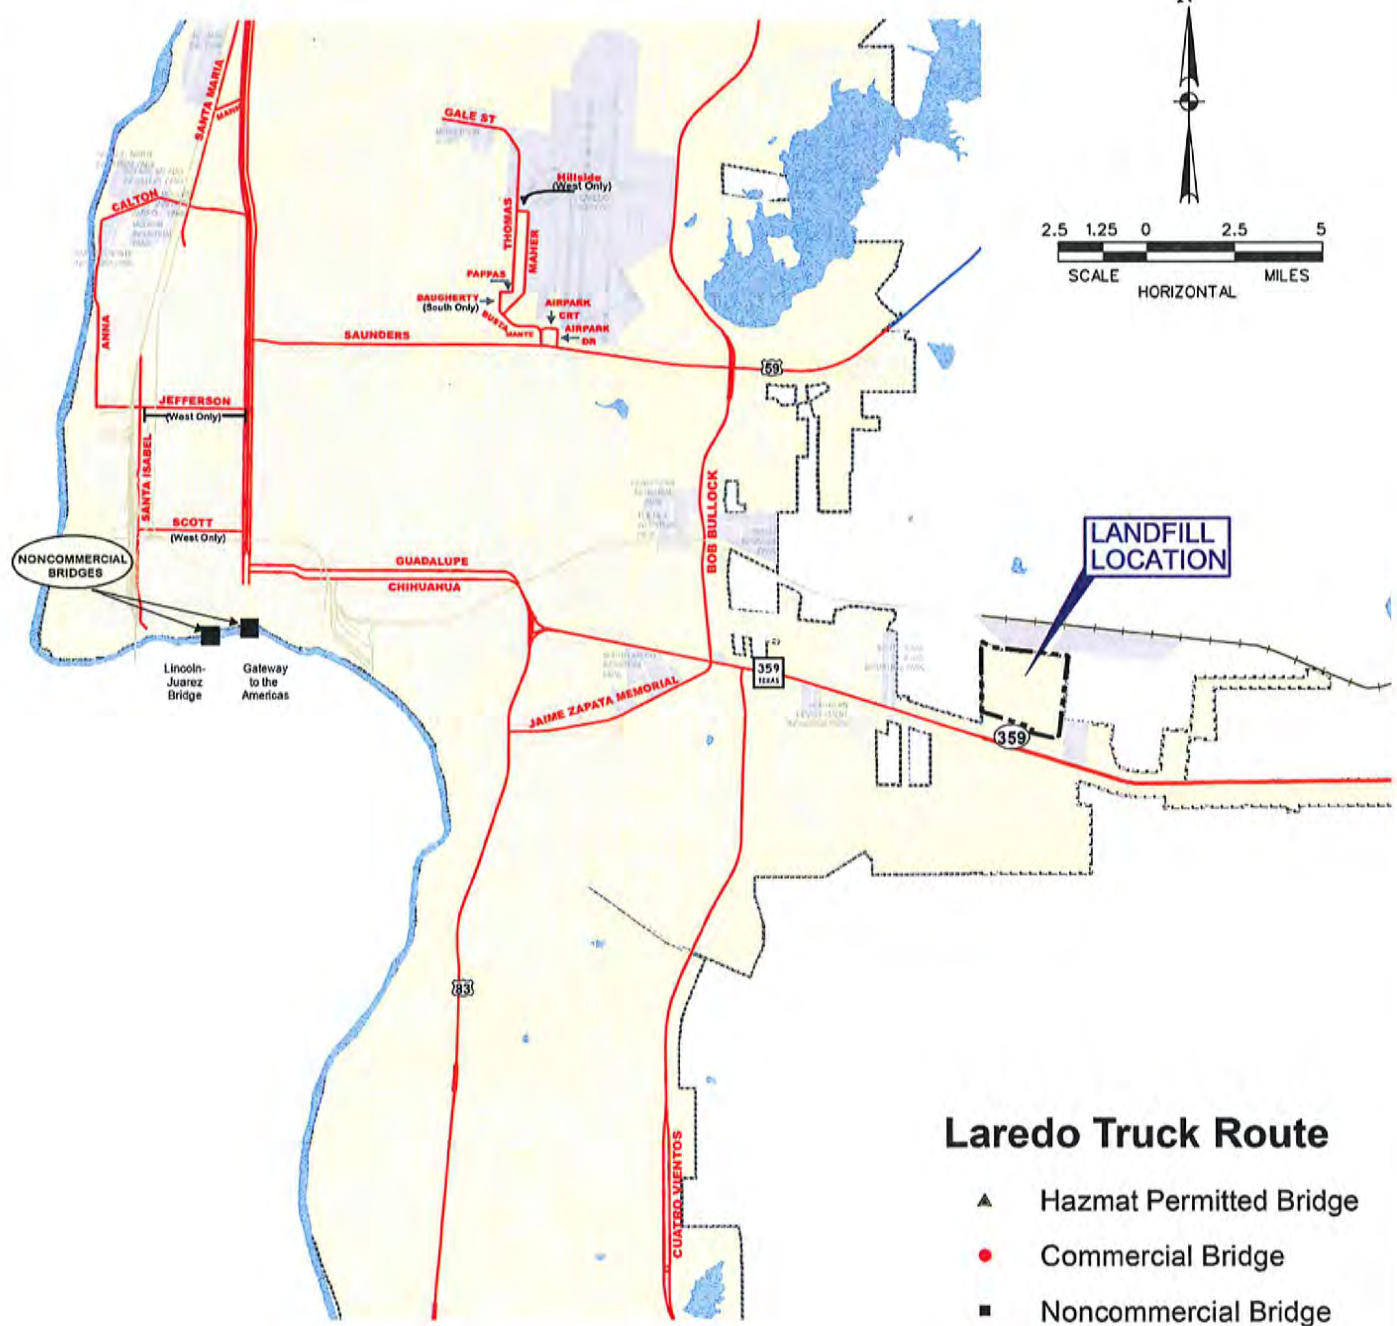 N
SANTA MARIA
MANN
GALE ST
Hillside
(West Only)
2.5 1.25 0 2.5 5
SCALE MILES
HORIZONTAL
CALTON
THOMAS
MAHER
PAPPAS
DAUGHERTY
(South Only)
BUSTA
MANTE
AIRPARK
CRT
AIRPARK
DR
ANNA
SAUNDERS
59
JEFFERSON
(West Only)
SANTA ISABEL
SCOTT
(West Only)
BOB BULLOCK
LANDFILL
LOCATION
NONCOMMERCIAL
BRIDGES
GUADALUPE
CHIHUAHUA
Lincoln-
Juarez
Bridge
Gateway
to the
Americas
359
TEXAS
JAIME ZAPATA MEMORIAL
359
83
CUATRO VIENTOS
Laredo Truck Route
Hazmat Permitted Bridge
Commercial Bridge
Noncommercial Bridge